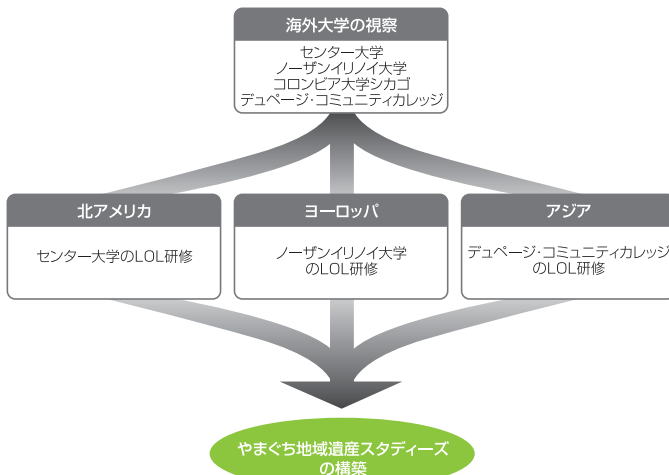 海外大学の視察
センター大学
ノーザンイリノイ大学
コロンビア大学シカゴ
デュページ・コミュニティカレッジ
北アメリカ
センター大学のLOL研修
ヨーロッパ
ノーザンイリノイ大学
のLOL研修
アジア
デュページ・コミュニティカレッジ
のLOL研修
やまぐち地域遺産スタディーズ
の構築